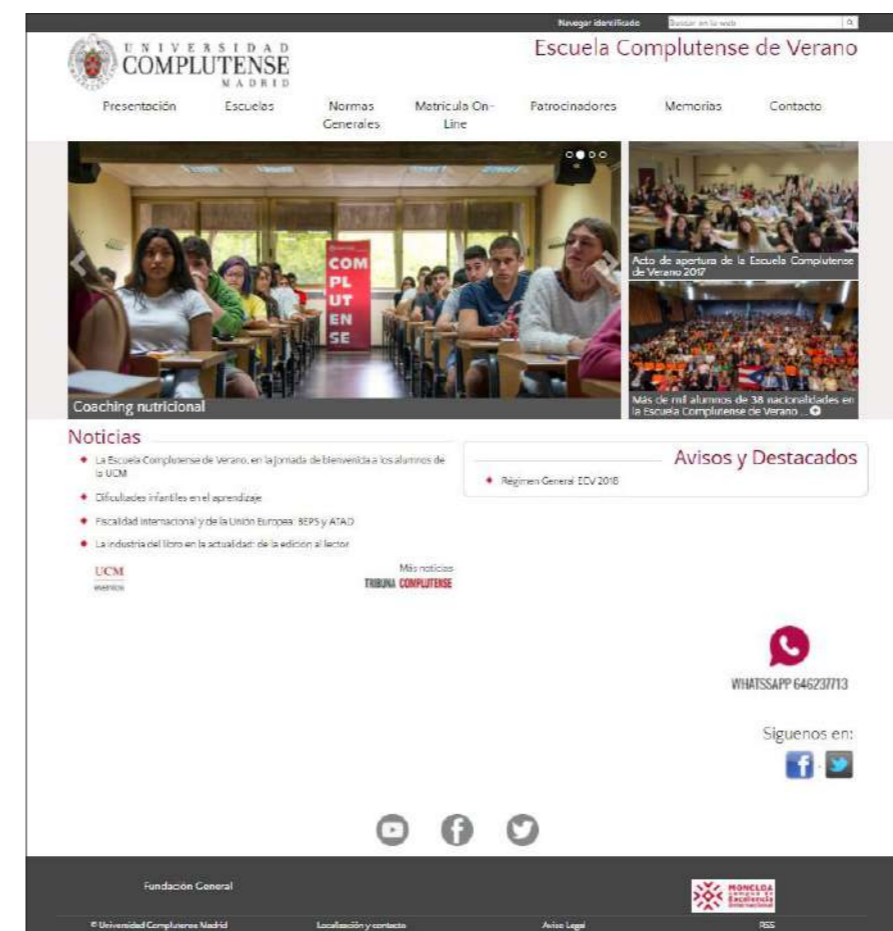 Navegar identificado
Buscar en la web
UNIVERSIDAD
COMPLUTENSE
MADRID
Escuela Complutense de Verano
Presentación
Escuelas
Normas
Generales
Matrícula On-
Line
Patrocinadores
Memorias
Contacto
COM
PL
UT
EN
SE
Coaching nutricional
Acto de apertura de la Escuela Complutense
de Verano 2017
Más de mil alumnos de 38 nacionalidades en
la Escuela Complutense de Verano ...
Noticias
La Escuela Complutense de Verano, en la Jornada de bienvenida a los alumnos de
la UCM
Dificultades infantiles en el aprendizaje
Fiscalidad internacional y de la Unión Europea: BEPS y ATAD
La industria del libro en la actualidad: de la edición al lector
UCM
eventos
Más noticias
TRIBUNA COMPLUTENSE
Avisos y Destacados
Régimen General ECV 2018
WHATSSAPP 646237713
Siguenos en:
Fundación General
MONCLOA
Campus de
Excelencia
Internacional
© Universidad Complutense Madrid
Localización y contacto
Aviso Legal
RSS